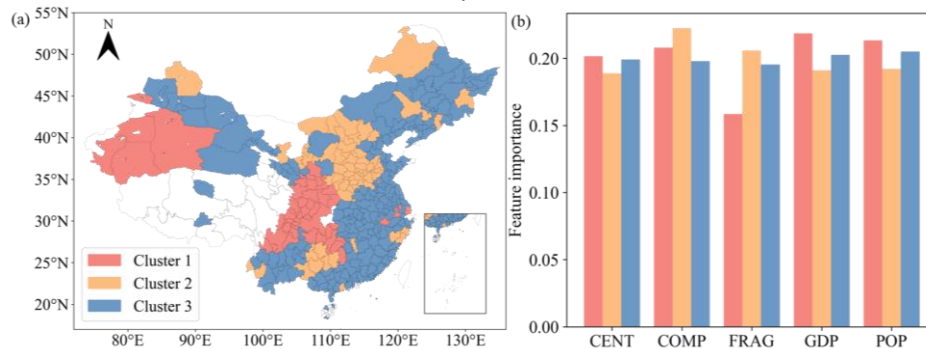 (a)
N
55°N
50°N
45°N
40°N
35°N
30°N
25°N
20°N
Cluster 1
Cluster 2
Cluster 3
80°E 90°E 100°E 110°E 120°E 130°E
(b)
Feature importance
0.20
0.15
0.10
0.05
0.00
CENT COMP FRAG GDP POP